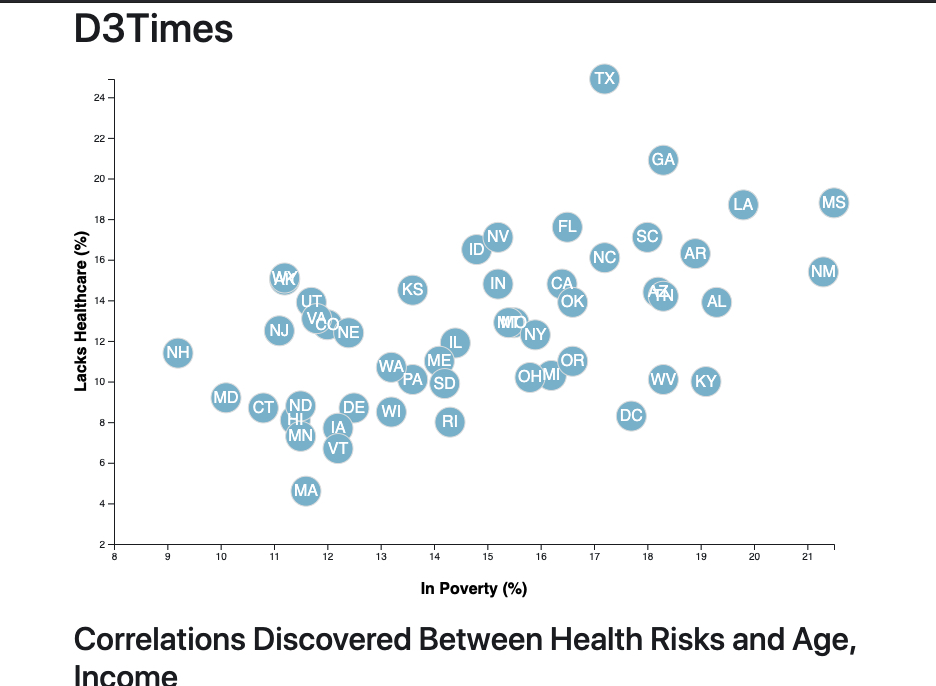 D3Times
TX
24
22
GA
20
LA
MS
18
FL
NV
SC
ID
AR
NC
16
NM
AK
KS
IN
CA
14
UT
OK
AL
VA
CO
NJ
NE
NY
12
NH
IL
ME
OR
WA
PA
SD
OH
MI
WV
KY
10
MD
CT
ND
DE
WI
DC
8
HI
MN
IA
RI
VT
6
MA
4
2
Lacks Healthcare (%)
8 9 10 11 12 13 14 15 16 17 18 19 20 21
In Poverty (%)
Correlations Discovered Between Health Risks and Age,
Income